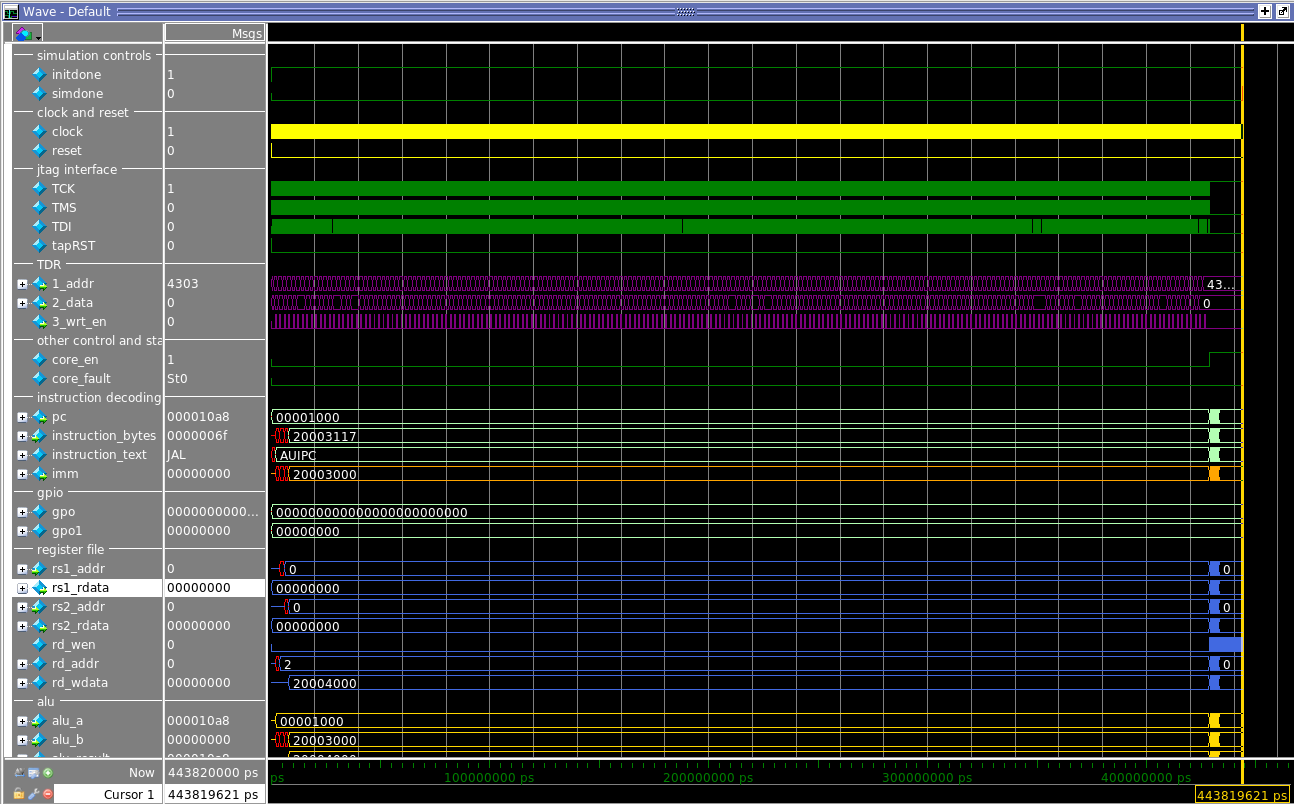 Wave - Default
Msgs
simulation controls
initdone 1
simdone 0
clock and reset
clock 1
reset 0
jtag interface
TCK 1
TMS 0
TDI 0
tapRST 0
TDR
1_addr 4303 43...
2_data 0 0
3_wrt_en 0
other control and sta
core_en 1
core_fault St0
instruction decoding
pc 000010a8 00001000
instruction_bytes 0000006f 20003117
instruction_text JAL AUIPC
imm 00000000 20003000
gpio
gpo 0000000000... 000000000000000000000000
gpo1 00000000 00000000
register file
rs1_addr 0 0 0
rs1_rdata 00000000 00000000
rs2_addr 0 0 0
rs2_rdata 00000000 00000000
rd_wen 0
rd_addr 0 2 0
rd_wdata 00000000 20004000
alu
alu_a 000010a8 00001000
alu_b 00000000 20003000
Now 443820000 ps ps 100000000 ps 200000000 ps 300000000 ps 400000000 ps
Cursor 1 443819621 ps 443819621 ps